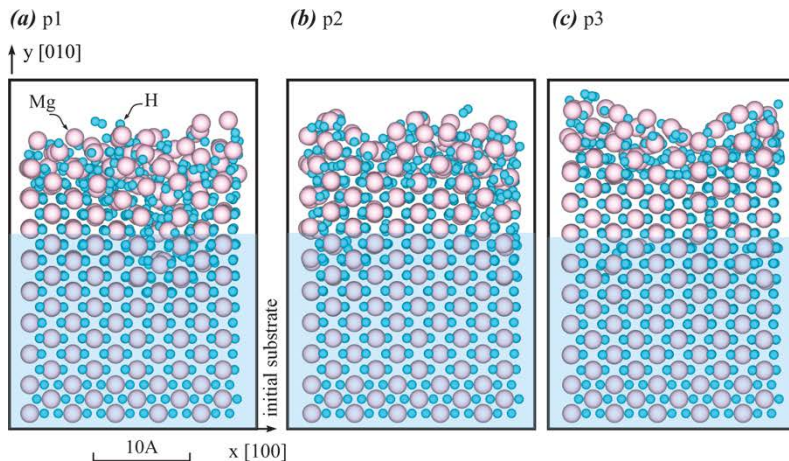 (a) p1
(b) p2
(c) p3
y [010]
Mg
H
initial substrate
10A
x [100]